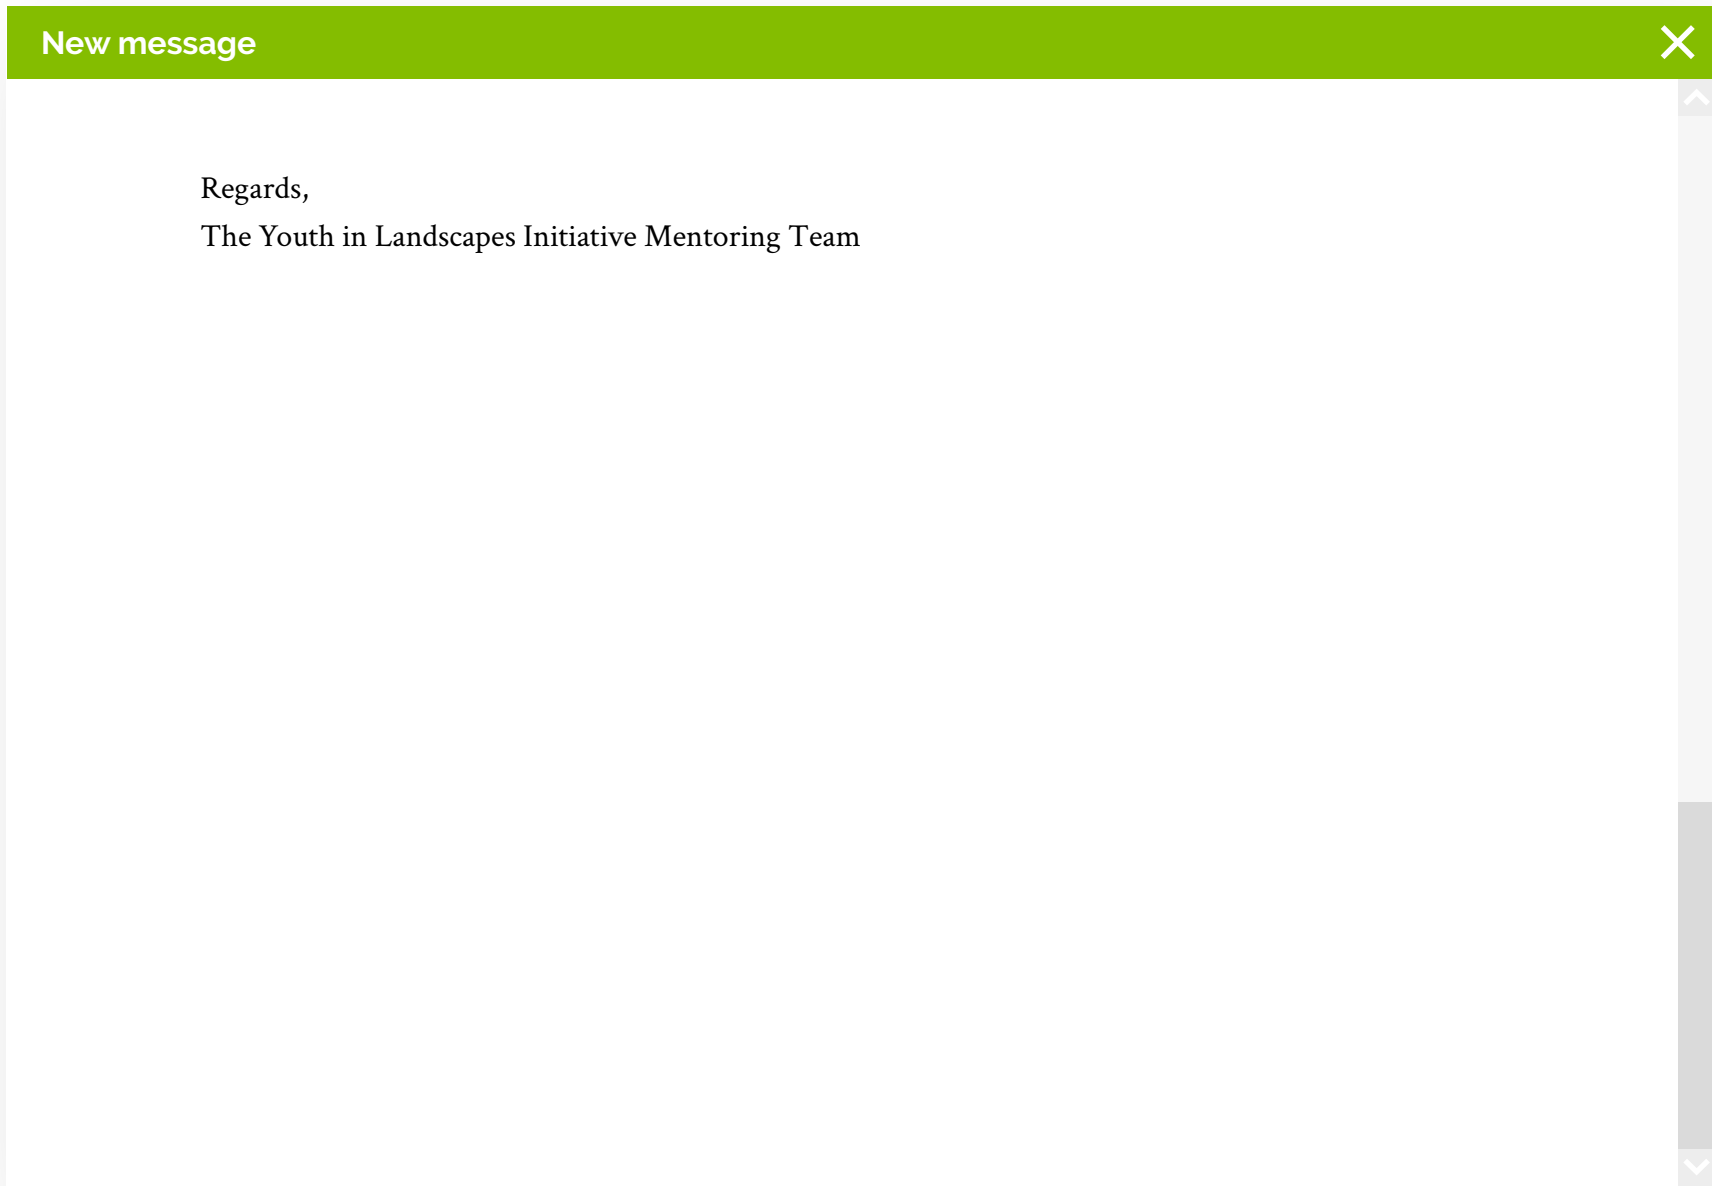 New message
Regards,
The Youth in Landscapes Initiative Mentoring Team